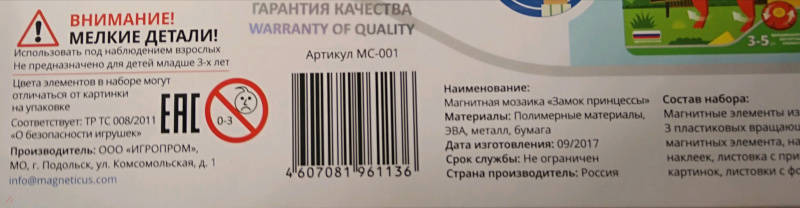 ВНИМАНИЕ!
МЕЛКИЕ ДЕТАЛИ!
Использовать под наблюдением взрослых
Не предназначено для детей младше 3-х лет
Цвета элементов в наборе могут
отличаться от картинки
на упаковке
Соответствует: ТР ТС 008/2011
«О безопасности игрушек»
Производитель: ООО «ИГРОПРОМ»,
МО, г. Подольск, ул. Комсомольская, д. 1
info@magneticus.com
EAC
0-3
ГАРАНТИЯ КАЧЕСТВА
WARRANTY OF QUALITY
Артикул МС-001
4 607081 961136
Наименование:
Магнитная мозаика «Замок принцессы»
Материалы: Полимерные материалы,
ЭВА, металл, бумага
Дата изготовления: 09/2017
Срок службы: Не ограничен
Страна производитель: Россия
3-5
Состав набора:
Магнитные элементы из
3 пластиковых вращающ
магнитных элемента, на
наклеек, листовка с при
картинок, листовки с фо